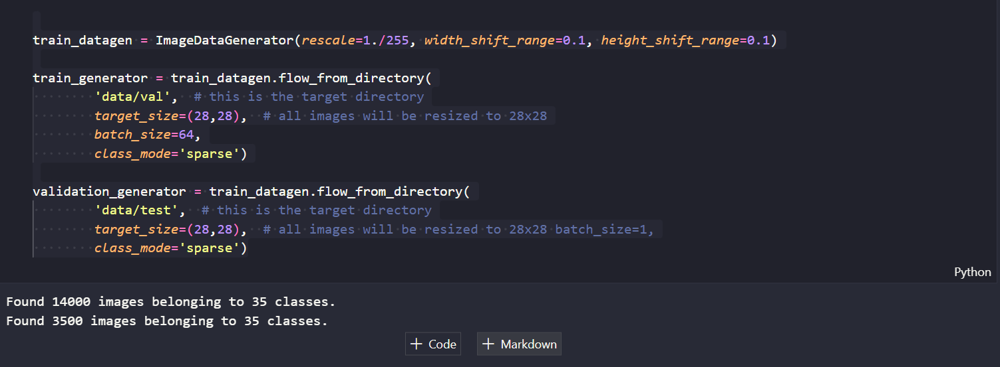 train_datagen = ImageDataGenerator(rescale=1./255, width_shift_range=0.1, height_shift_range=0.1)
train_generator = train_datagen.flow_from_directory(
        'data/val',  # this is the target directory
        target_size=(28,28),  # all images will be resized to 28x28
        batch_size=64,
        class_mode='sparse')
validation_generator = train_datagen.flow_from_directory(
        'data/test',  # this is the target directory
        target_size=(28,28),  # all images will be resized to 28x28 batch_size=1,
        class_mode='sparse')
Python
Found 14000 images belonging to 35 classes.
Found 3500 images belonging to 35 classes.
+ Code + Markdown